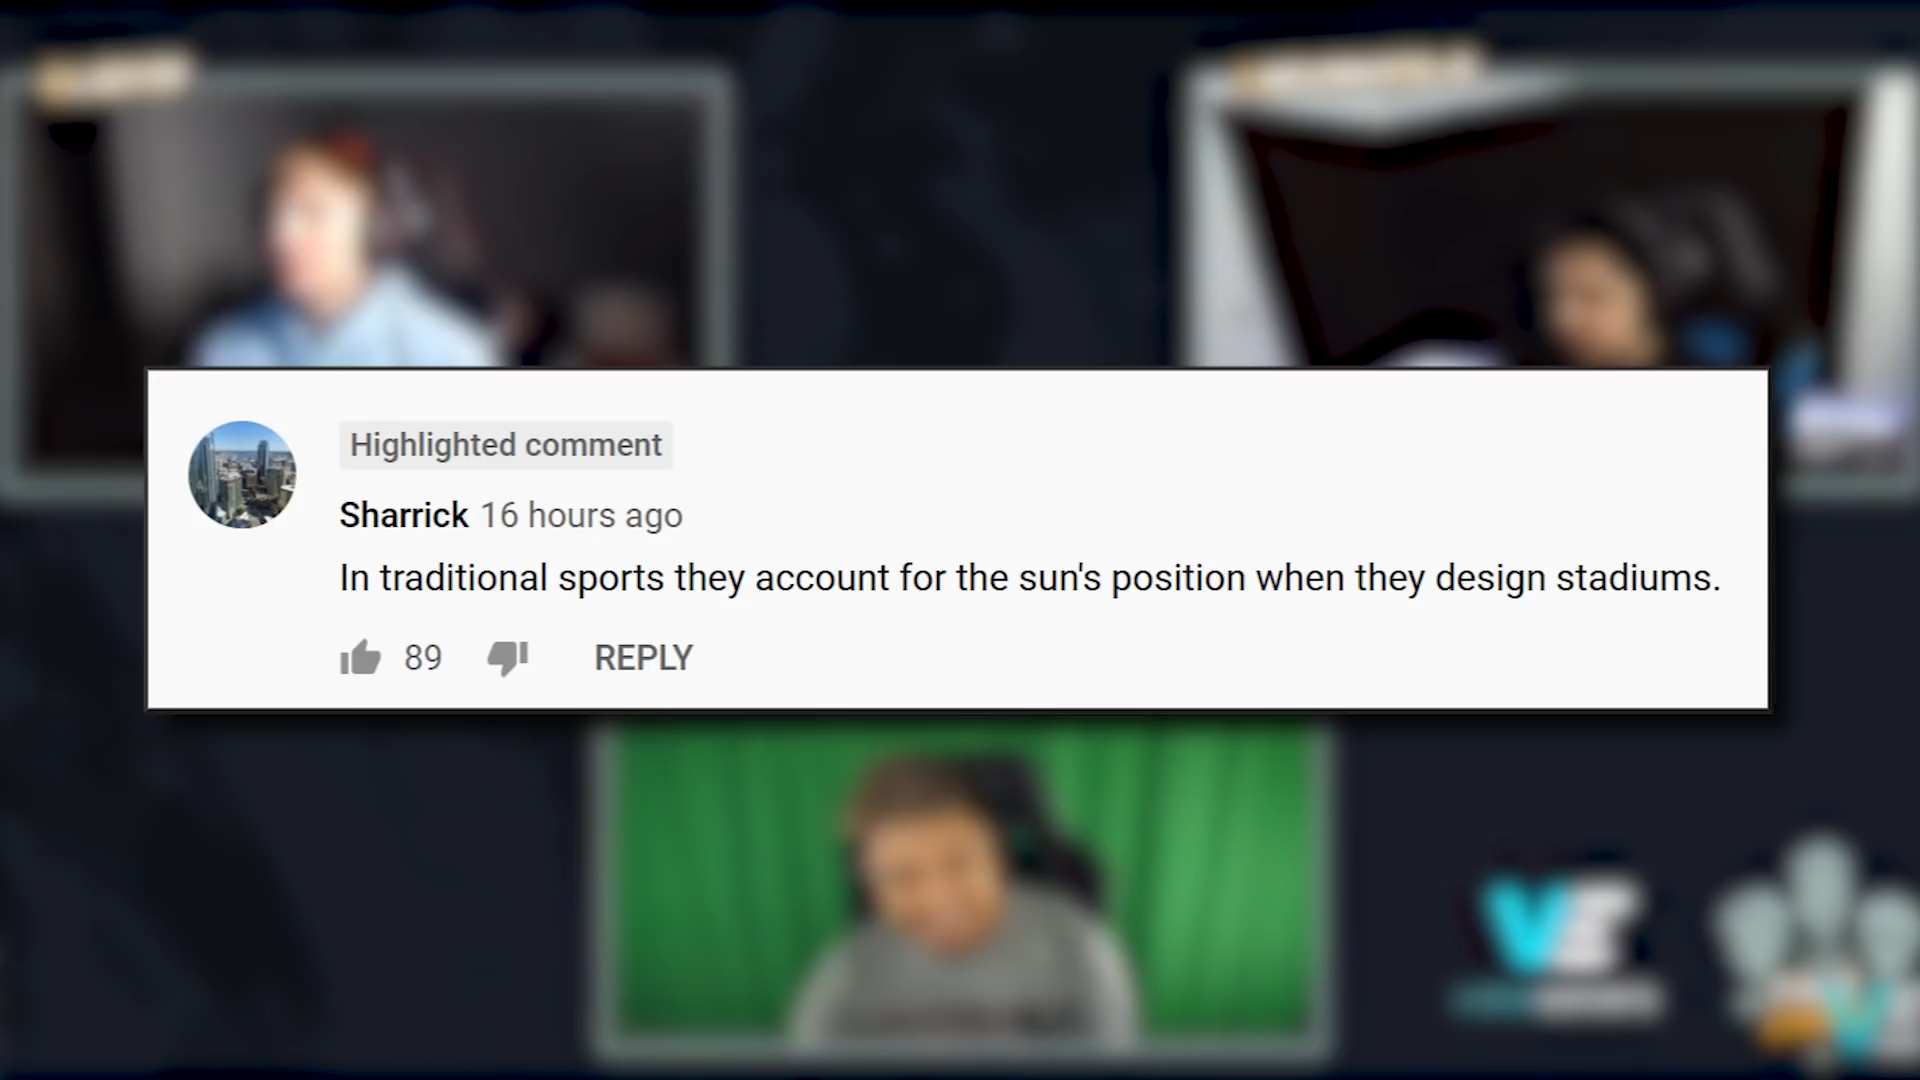 Highlighted comment
Sharrick 16 hours ago
In traditional sports they account for the sun's position when they design stadiums.
89 REPLY